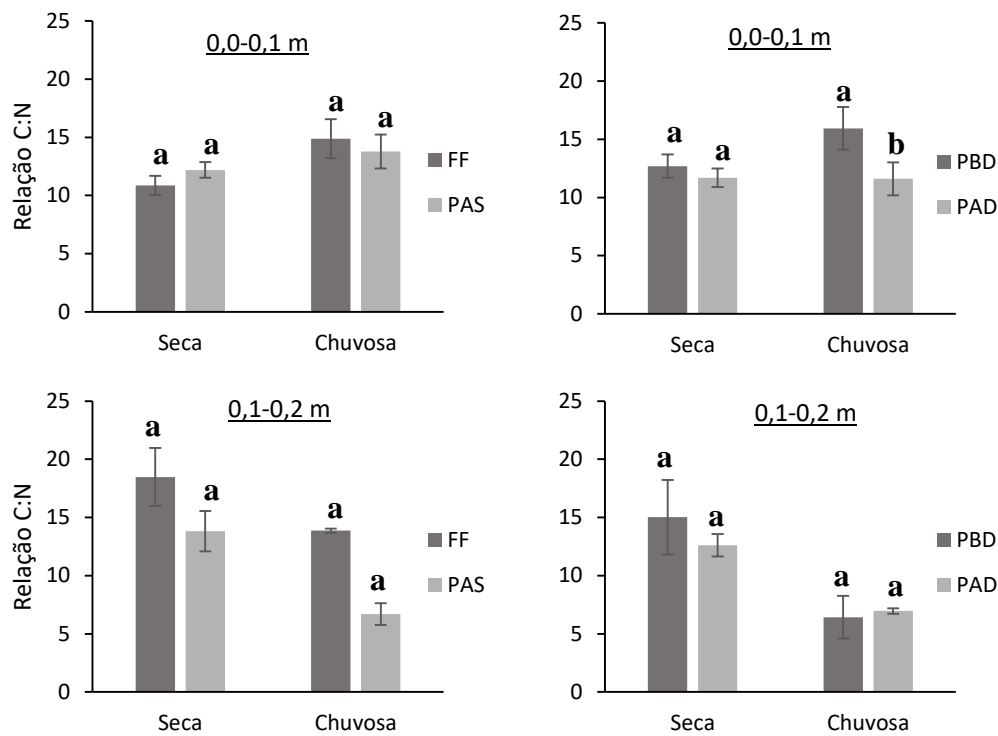 Relação C:N
25
20
15
10
5
0
0,0-0,1 m
a
a
a
a
Seca
Chuvosa
FF
PAS
25
20
15
10
5
0
0,0-0,1 m
a
a
a
b
Seca
Chuvosa
PBD
PAD
Relação C:N
25
20
15
10
5
0
0,1-0,2 m
a
a
a
a
Seca
Chuvosa
FF
PAS
25
20
15
10
5
0
0,1-0,2 m
a
a
a
a
Seca
Chuvosa
PBD
PAD